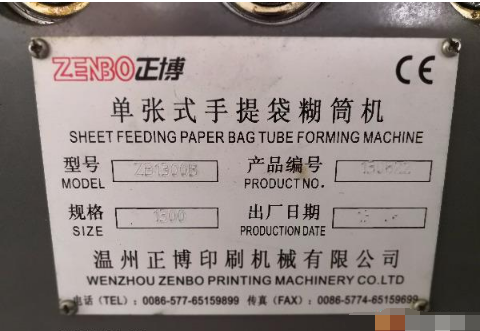 ZENBO正博 CE
单张式手提袋糊筒机
SHEET FEEDING PAPER BAG TUBE FORMING MACHINE
型号 产品编号
MODEL ZB1300B PRODUCT NO.
规格 出厂日期
SIZE 1300 PRODUCTION DATE
温州正博印刷机械有限公司
WENZHOU ZENBO PRINTING MACHINERY CO.LTD
电话（TEL）：0086-577-65159899 传真（FAX）：0086-5774-65159699